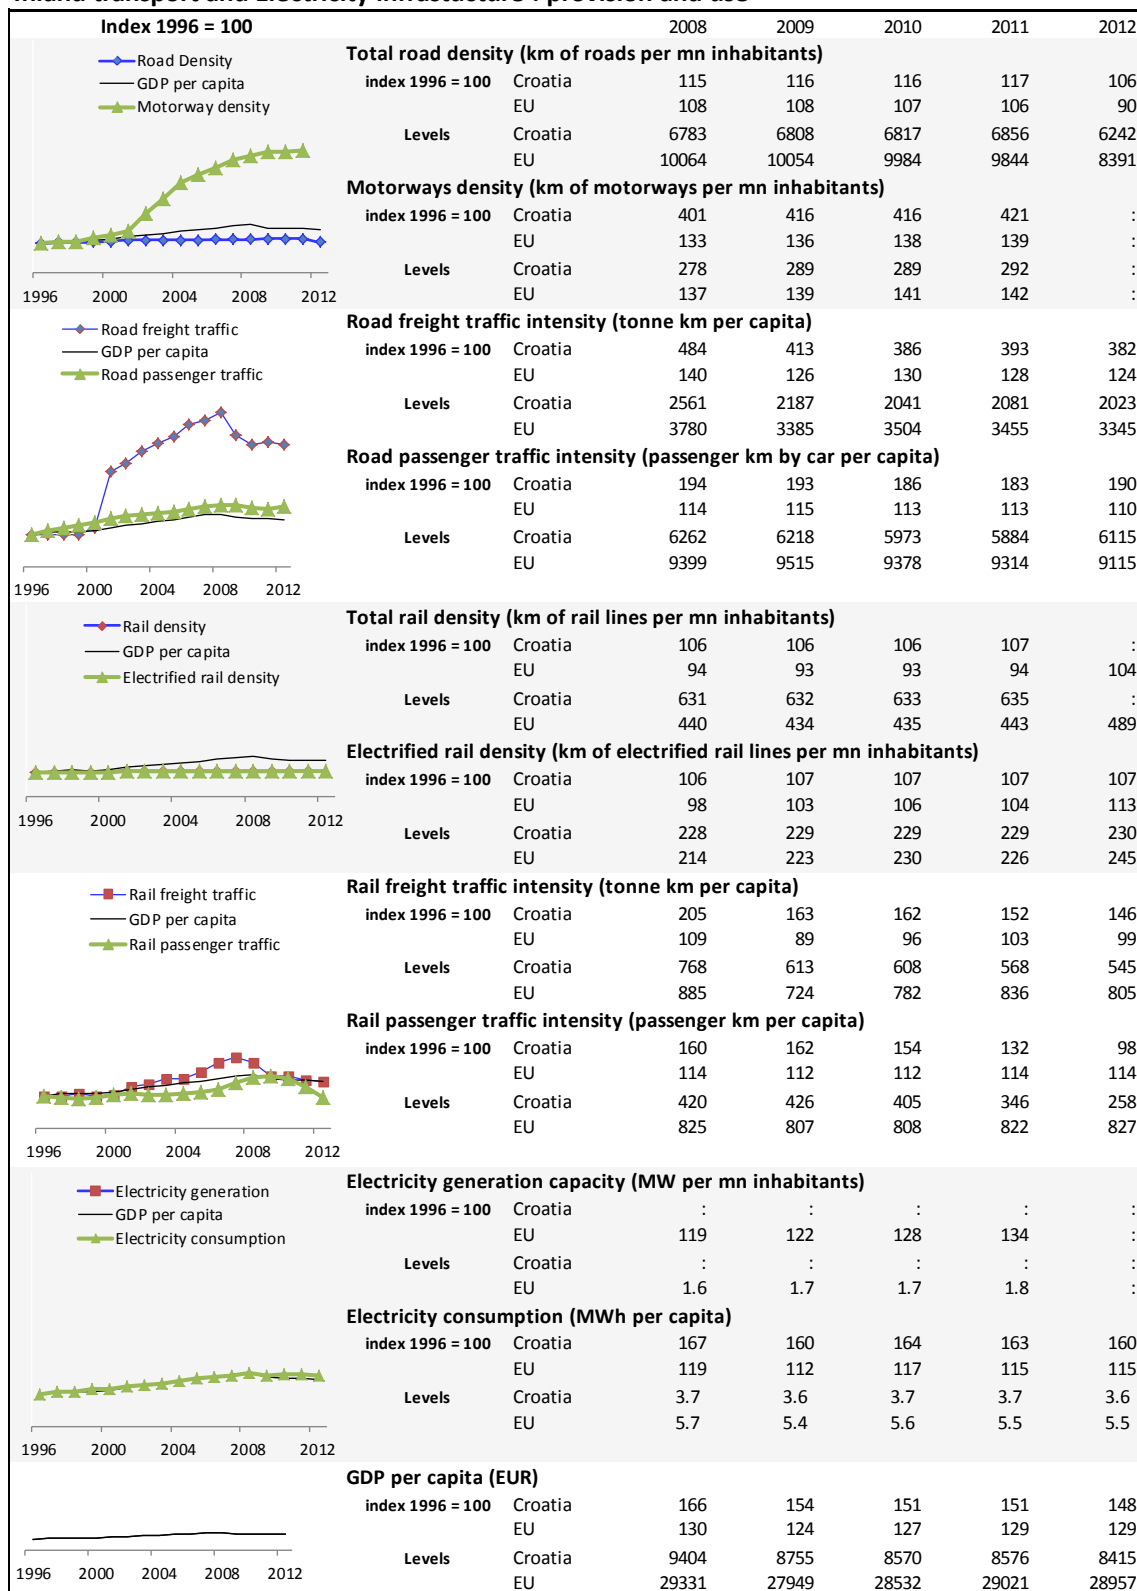 Inland transport and Electricity infrastucture : provision and use
Index 1996 = 100 2008 2009 2010 2011 2012
Road Density
GDP per capita
Motorway density
1996 2000 2004 2008 2012
Total road density (km of roads per mn inhabitants)
index 1996 = 100 Croatia 115 116 116 117 106
EU 108 108 107 106 90
Levels Croatia 6783 6808 6817 6856 6242
EU 10064 10054 9984 9844 8391
Motorways density (km of motorways per mn inhabitants)
index 1996 = 100 Croatia 401 416 416 421 :
EU 133 136 138 139 :
Levels Croatia 278 289 289 292 :
EU 137 139 141 142 :
Road freight traffic
GDP per capita
Road passenger traffic
1996 2000 2004 2008 2012
Road freight traffic intensity (tonne km per capita)
index 1996 = 100 Croatia 484 413 386 393 382
EU 140 126 130 128 124
Levels Croatia 2561 2187 2041 2081 2023
EU 3780 3385 3504 3455 3345
Road passenger traffic intensity (passenger km by car per capita)
index 1996 = 100 Croatia 194 193 186 183 190
EU 114 115 113 113 110
Levels Croatia 6262 6218 5973 5884 6115
EU 9399 9515 9378 9314 9115
Rail density
GDP per capita
Electrified rail density
1996 2000 2004 2008 2012
Total rail density (km of rail lines per mn inhabitants)
index 1996 = 100 Croatia 106 106 106 107 :
EU 94 93 93 94 104
Levels Croatia 631 632 633 635 :
EU 440 434 435 443 489
Electrified rail density (km of electrified rail lines per mn inhabitants)
index 1996 = 100 Croatia 106 107 107 107 107
EU 98 103 106 104 113
Levels Croatia 228 229 229 229 230
EU 214 223 230 226 245
Rail freight traffic
GDP per capita
Rail passenger traffic
1996 2000 2004 2008 2012
Rail freight traffic intensity (tonne km per capita)
index 1996 = 100 Croatia 205 163 162 152 146
EU 109 89 96 103 99
Levels Croatia 768 613 608 568 545
EU 885 724 782 836 805
Rail passenger traffic intensity (passenger km per capita)
index 1996 = 100 Croatia 160 162 154 132 98
EU 114 112 112 114 114
Levels Croatia 420 426 405 346 258
EU 825 807 808 822 827
Electricity generation
GDP per capita
Electricity consumption
1996 2000 2004 2008 2012
Electricity generation capacity (MW per mn inhabitants)
index 1996 = 100 Croatia : : : : :
EU 119 122 128 134 :
Levels Croatia : : : : :
EU 1.6 1.7 1.7 1.8 :
Electricity consumption (MWh per capita)
index 1996 = 100 Croatia 167 160 164 163 160
EU 119 112 117 115 115
Levels Croatia 3.7 3.6 3.7 3.7 3.6
EU 5.7 5.4 5.6 5.5 5.5
1996 2000 2004 2008 2012
GDP per capita (EUR)
index 1996 = 100 Croatia 166 154 151 151 148
EU 130 124 127 129 129
Levels Croatia 9404 8755 8570 8576 8415
EU 29331 27949 28532 29021 28957